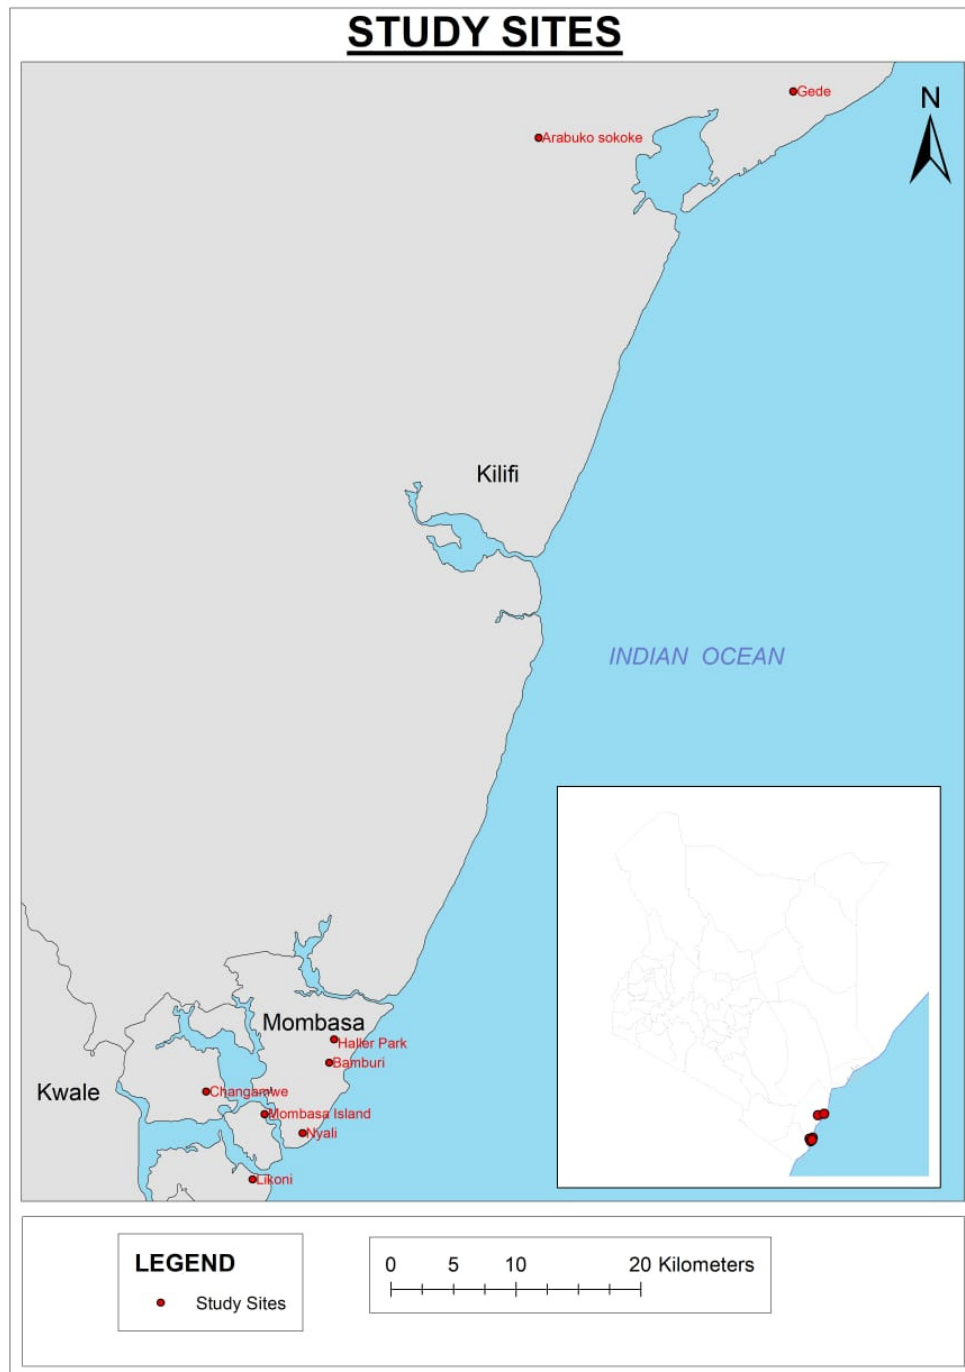 STUDY SITES
Gede
N
Arabuko sokoke
Kilifi
INDIAN OCEAN
Mombasa
Haller Park
Bamburi
Kwale
Changamwe
Mombasa Island
Nyali
Likoni
LEGEND
Study Sites
0 5 10 20 Kilometers